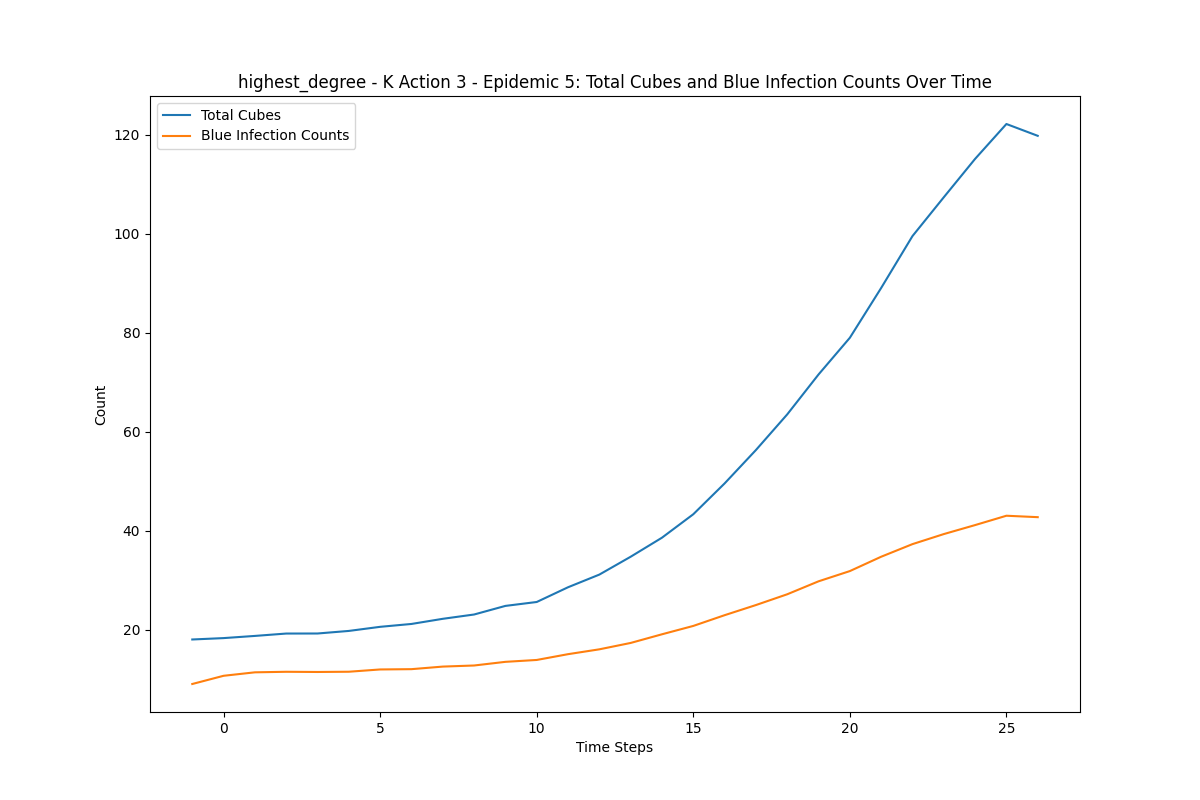 highest_degree - K Action 3 - Epidemic 5: Total Cubes and Blue Infection Counts Over Time
Total Cubes
Blue Infection Counts
120
100
80
60
40
20
Count
0 5 10 15 20 25
Time Steps